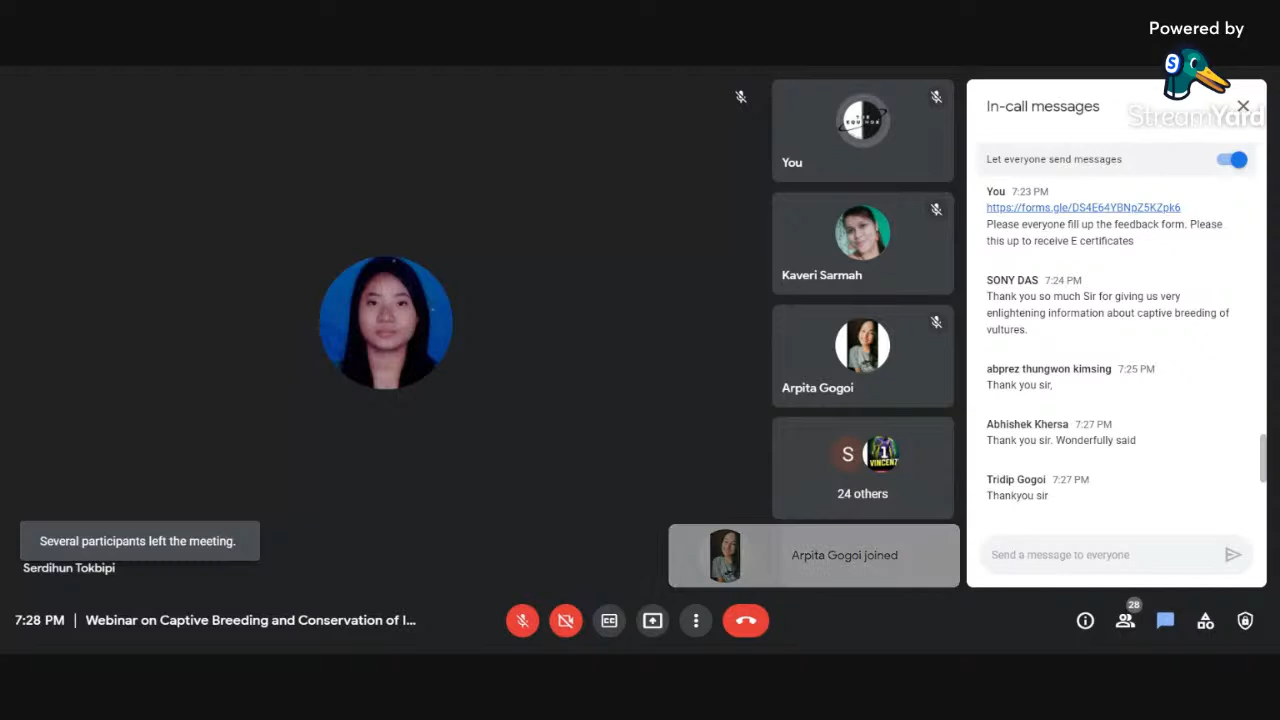 Powered by
StreamYard
In-call messages
Let everyone send messages
You 7:23 PM
https://forms.gle/DS4E64YBNpZ5KZpk6
Please everyone fill up the feedback form. Please
this up to receive E certificates
SONY DAS 7:24 PM
Thank you so much Sir for giving us very
enlightening information about captive breeding of
vultures.
abprez thungwon kimsing 7:25 PM
Thank you sir,
Abhishek Khersa 7:27 PM
Thank you sir. Wonderfully said
Tridip Gogoi 7:27 PM
Thankyou sir
Send a message to everyone
You
Kaveri Sarmah
Arpita Gogoi
S
1
VINCENT
24 others
Arpita Gogoi joined
Several participants left the meeting.
Serdihun Tokbipi
7:28 PM | Webinar on Captive Breeding and Conservation of I...
28